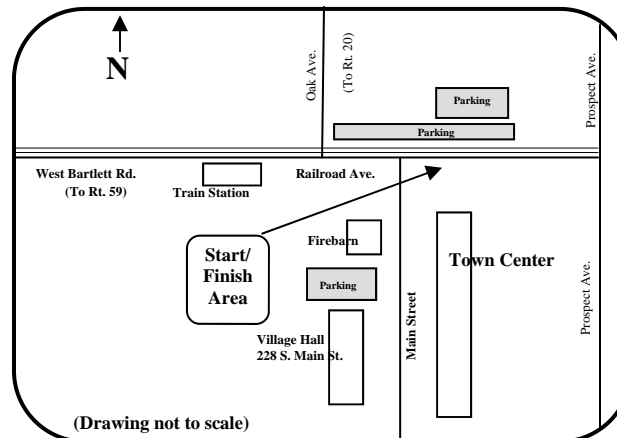 N
Oak Ave.
(To Rt. 20)
Prospect Ave.
Parking
Parking
West Bartlett Rd.
(To Rt. 59)
Train Station
Railroad Ave.
Start/
Finish
Area
Firebarn
Parking
Town Center
Main Street
Prospect Ave.
Village Hall
228 S. Main St.
(Drawing not to scale)